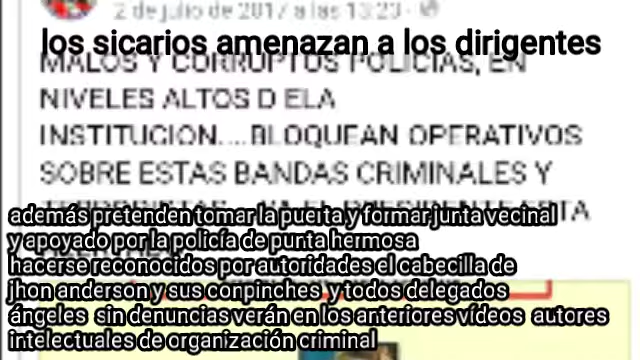 2 de julio de 2017 a las 13:23
los sicarios amenazan a los dirigentes
MALOS Y CORRUPTOS POLICIAS, EN
NIVELES ALTOS D ELA
INSTITUCION....BLOQUEAN OPERATIVOS
SOBRE ESTAS BANDAS CRIMINALES Y
además pretenden tomar la puerta y formar junta vecinal
y apoyado por la policía de punta hermosa
hacerse reconocidos por autoridades el cabecilla de
jhon anderson y sus conpinches y todos delegados
ángeles sin denuncias verán en los anteriores vídeos autores
intelectuales de organización criminal